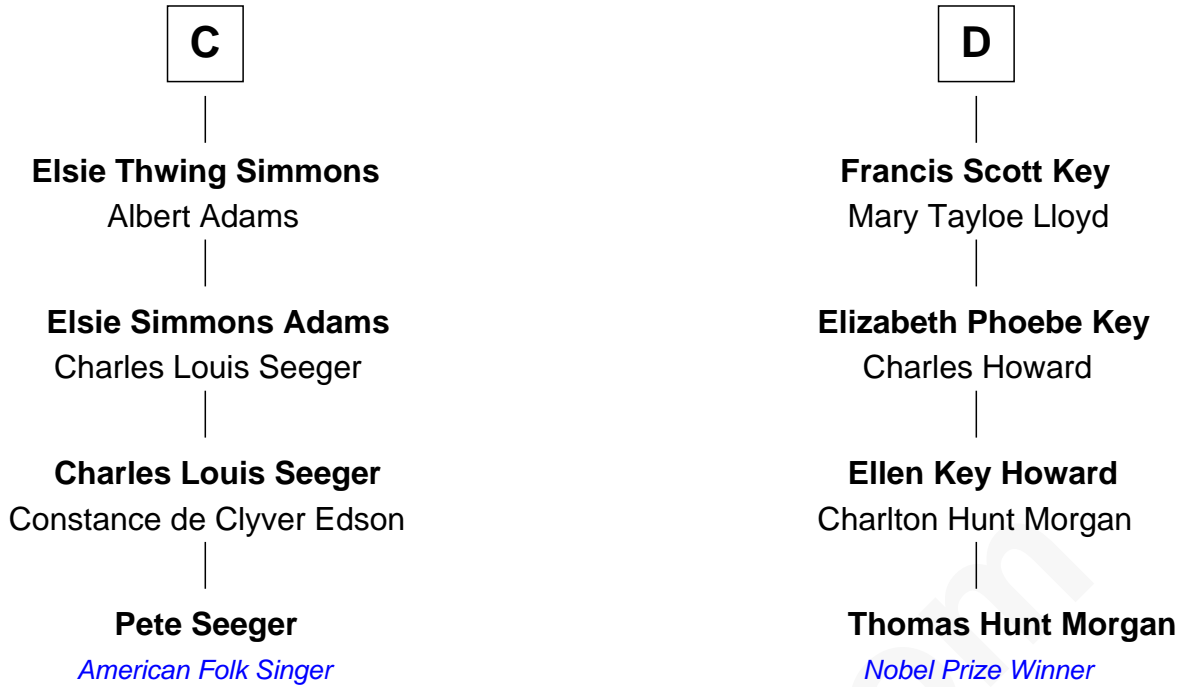 C
Elsie Thwing Simmons
Albert Adams
Elsie Simmons Adams
Charles Louis Seeger
Charles Louis Seeger
Constance de Clyver Edson
Pete Seeger
American Folk Singer
D
Francis Scott Key
Mary Tayloe Lloyd
Elizabeth Phoebe Key
Charles Howard
Ellen Key Howard
Charlton Hunt Morgan
Thomas Hunt Morgan
Nobel Prize Winner